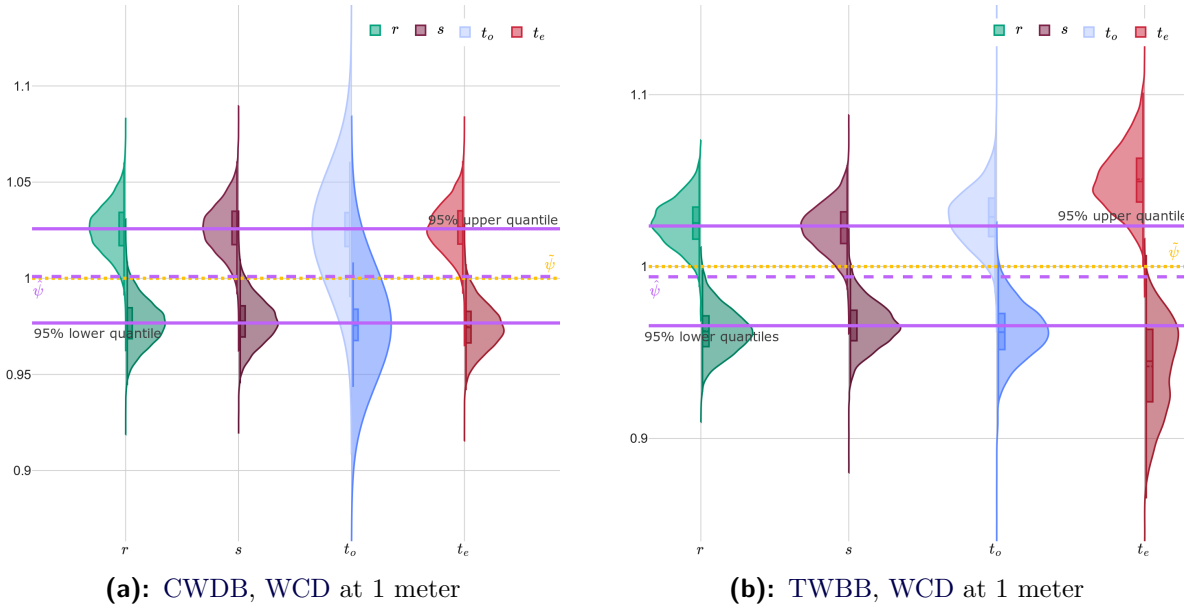 r s t_o t_e
1.1
1.05
95% upper quantile
1
ψ̄
ψ̂
95% lower quantile
0.95
0.9
r s t_o t_e
(a): CWDB, WCD at 1 meter
r s t_o t_e
1.1
95% upper quantile
ψ̄
1
ψ̂
95% lower quantiles
0.9
r s t_o t_e
(b): TWBB, WCD at 1 meter